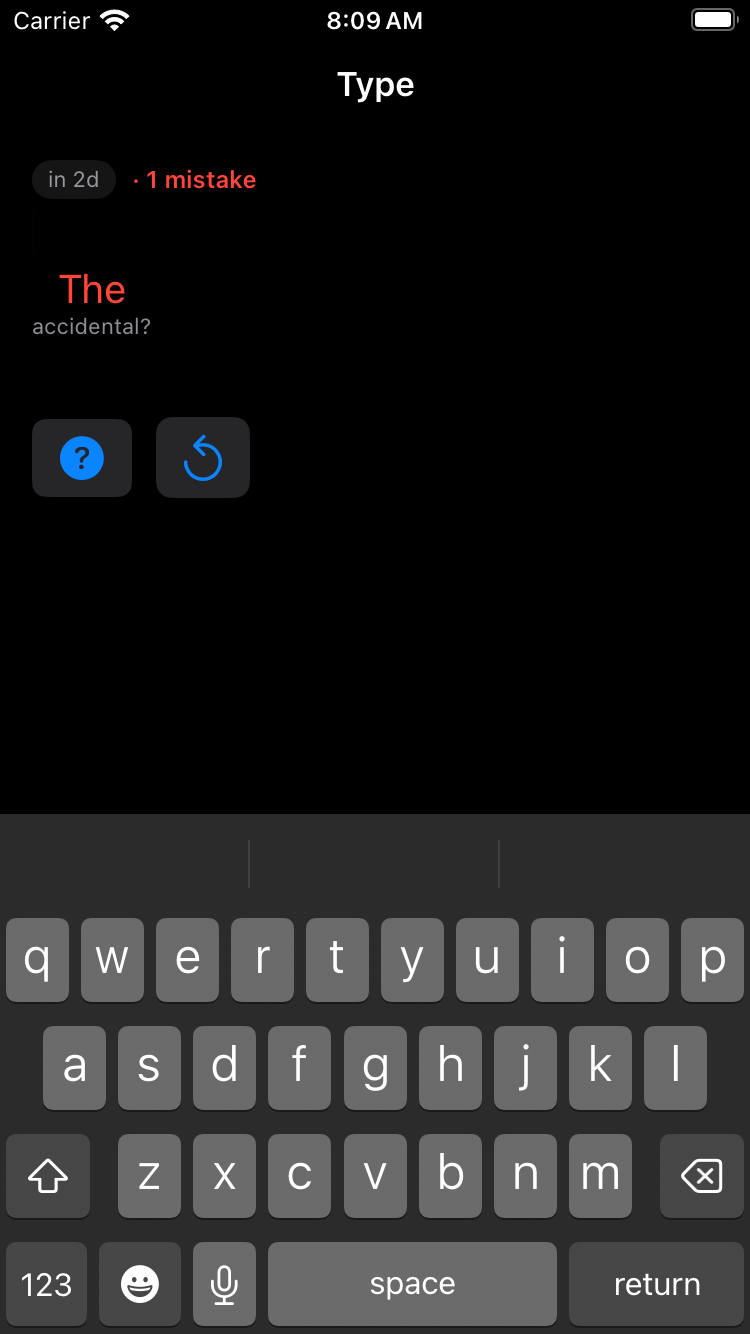 Carrier 8:09 AM
Type
in 2d · 1 mistake
The
accidental?
?
q w e r t y u i o p
a s d f g h j k l
z x c v b n m
123 space return